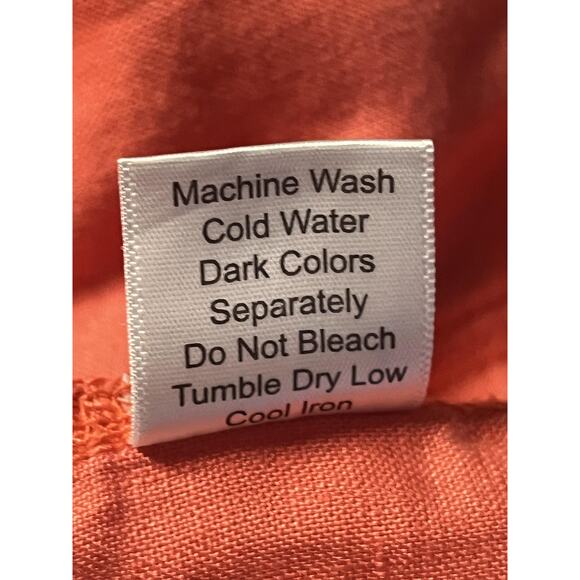 Machine Wash
Cold Water
Dark Colors
Separately
Do Not Bleach
Tumble Dry Low
Cool Iron